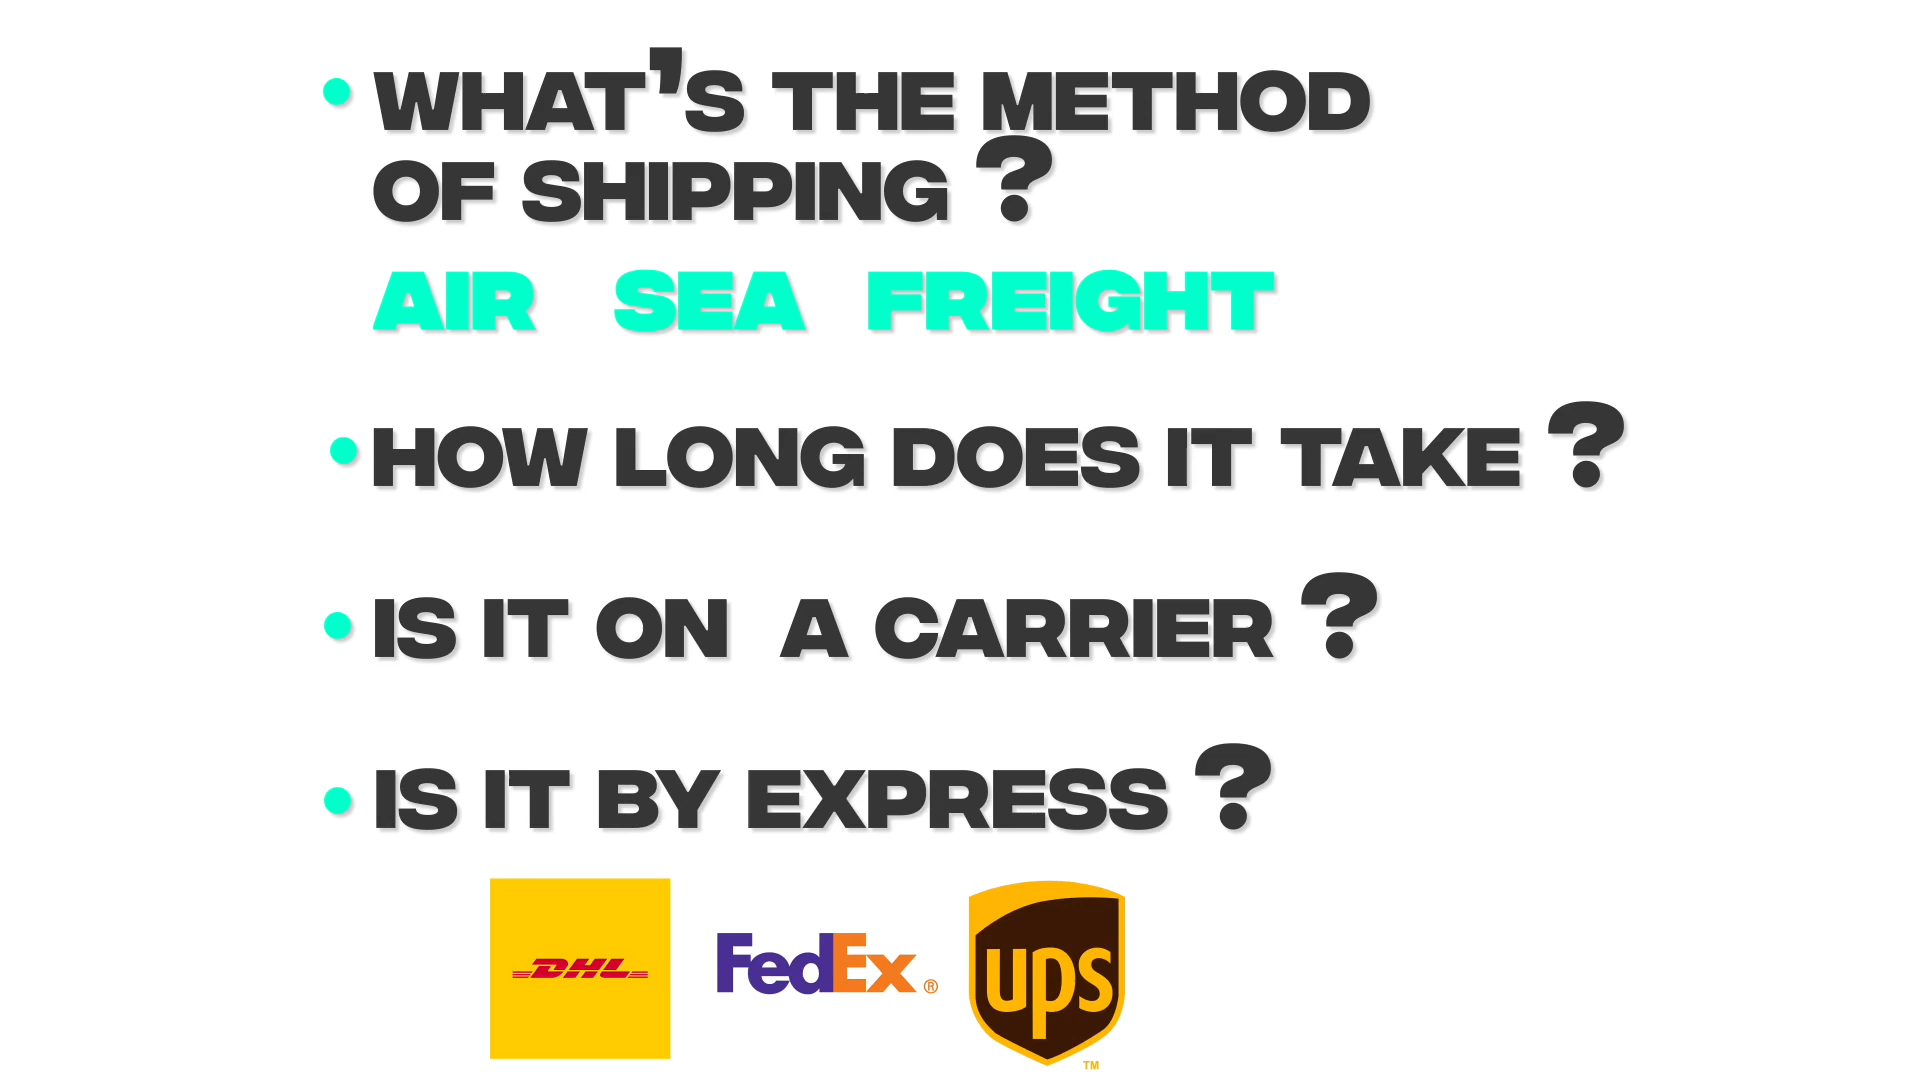 WHAT'S THE METHOD
OF SHIPPING ?
AIR SEA FREIGHT
HOW LONG DOES IT TAKE ?
IS IT ON A CARRIER ?
IS IT BY EXPRESS ?
DHL FedEx® ups TM